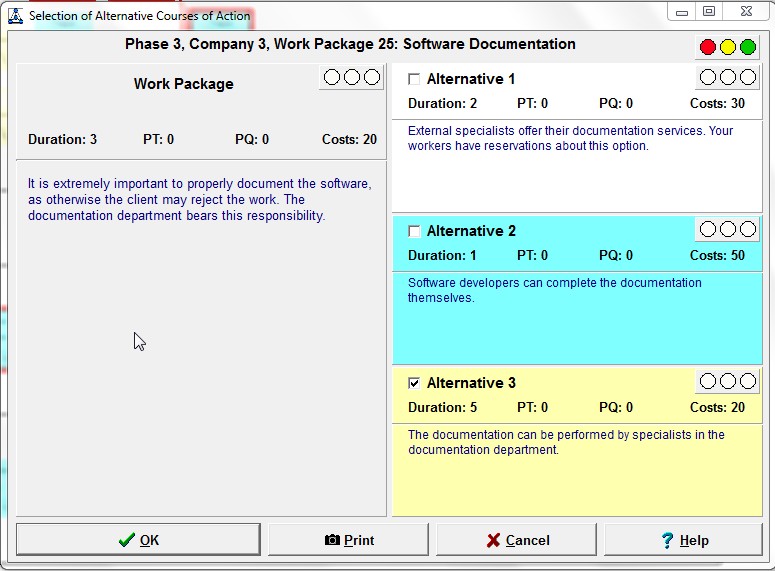 Selection of Alternative Courses of Action
Phase 3, Company 3, Work Package 25: Software Documentation
Work Package
Duration: 3 PT: 0 PQ: 0 Costs: 20
It is extremely important to properly document the software,
as otherwise the client may reject the work. The
documentation department bears this responsibility.
Alternative 1
Duration: 2 PT: 0 PQ: 0 Costs: 30
External specialists offer their documentation services. Your
workers have reservations about this option.
Alternative 2
Duration: 1 PT: 0 PQ: 0 Costs: 50
Software developers can complete the documentation
themselves.
Alternative 3
Duration: 5 PT: 0 PQ: 0 Costs: 20
The documentation can be performed by specialists in the
documentation department.
OK Print Cancel ? Help